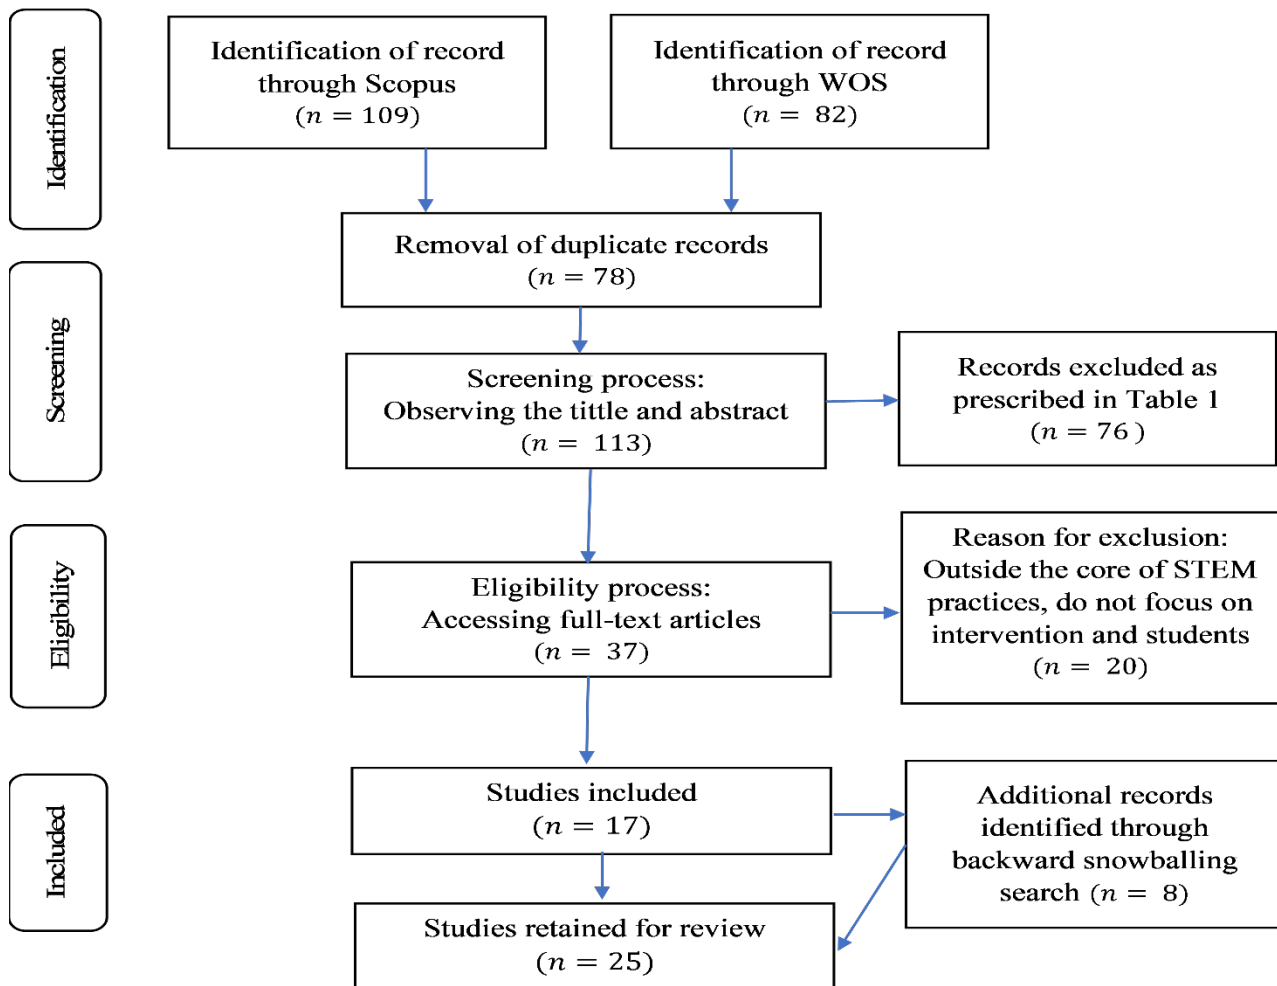 Identification
Identification of record
through Scopus
(n = 109)
Identification of record
through WOS
(n = 82)
Removal of duplicate records
(n = 78)
Screening
Screening process:
Observing the tittle and abstract
(n = 113)
Records excluded as
prescribed in Table 1
(n = 76 )
Eligibility
Eligibility process:
Accessing full-text articles
(n = 37)
Reason for exclusion:
Outside the core of STEM
practices, do not focus on
intervention and students
(n = 20)
Included
Studies included
(n = 17)
Additional records
identified through
backward snowballing
search (n = 8)
Studies retained for review
(n = 25)